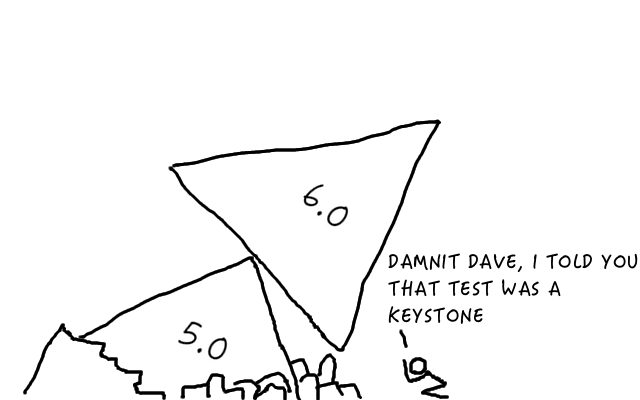 6.0
DAMNIT DAVE, I TOLD YOU
THAT TEST WAS A
KEYSTONE
5.0